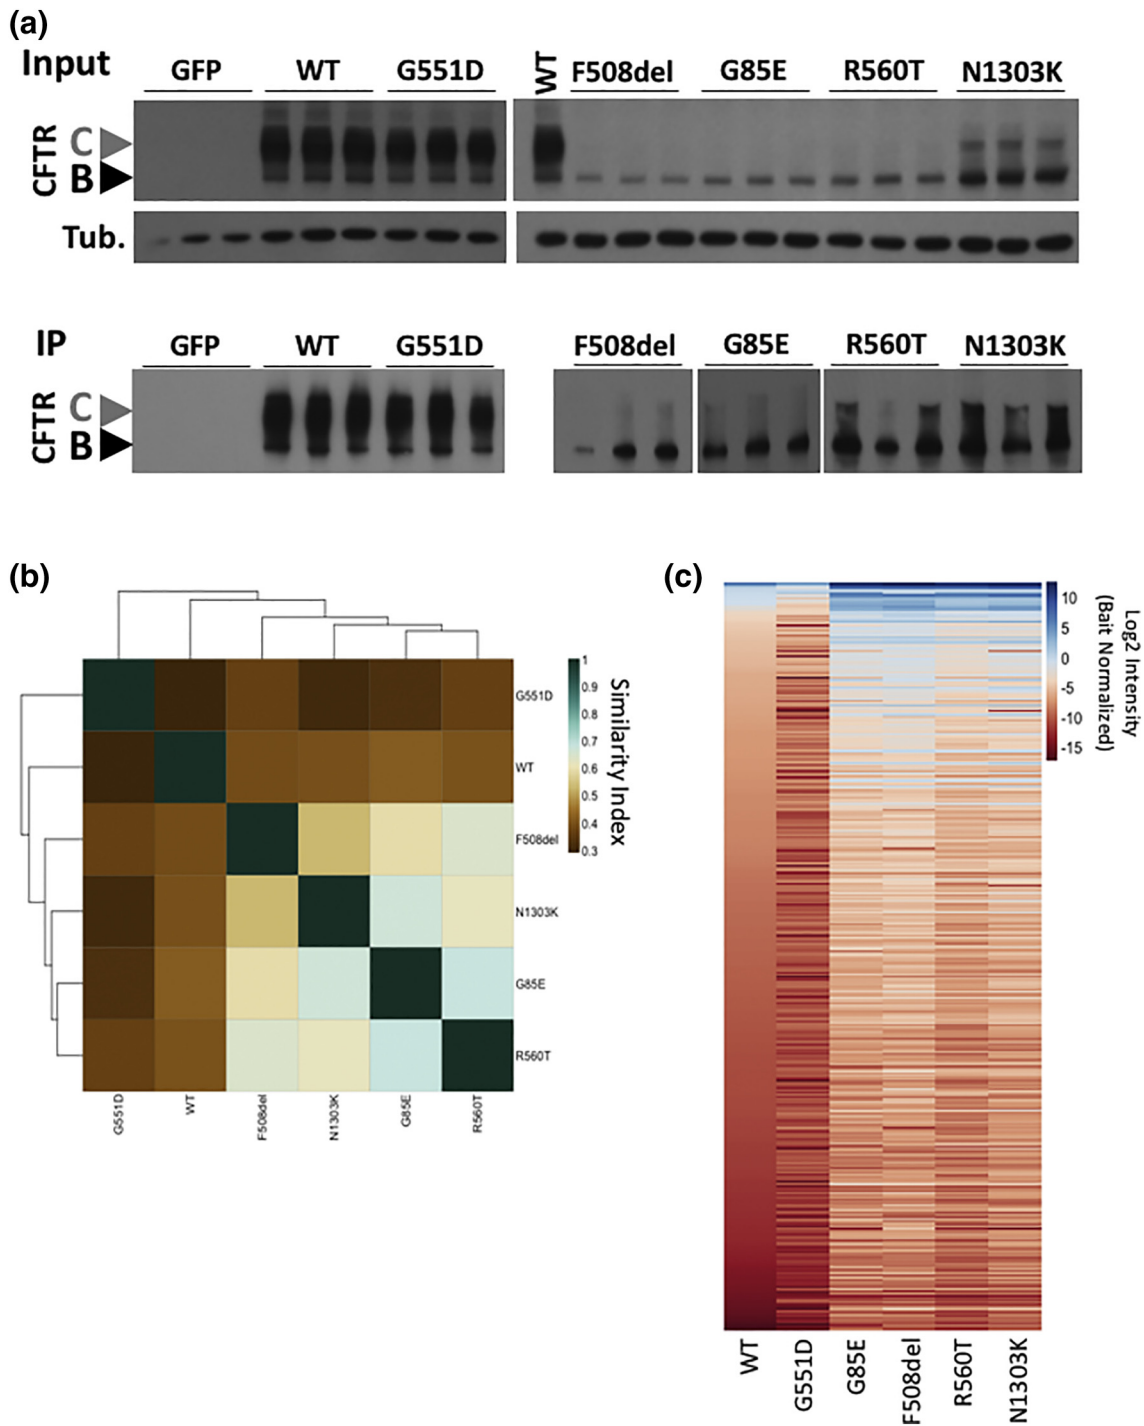 (a)
Input
GFP
WT
G551D
WT
F508del
G85E
R560T
N1303K
CFTR
C
B
Tub.
IP
GFP
WT
G551D
F508del
G85E
R560T
N1303K
CFTR
C
B
(b)
G551D
WT
F508del
N1303K
G85E
R560T
G551D
WT
F508del
N1303K
G85E
R560T
1
0.9
0.8
0.7
0.6
0.5
0.4
0.3
Similarity Index
(c)
10
5
0
-5
-10
-15
Log2 Intensity
(Bait Normalized)
WT
G551D
G85E
F508del
R560T
N1303K